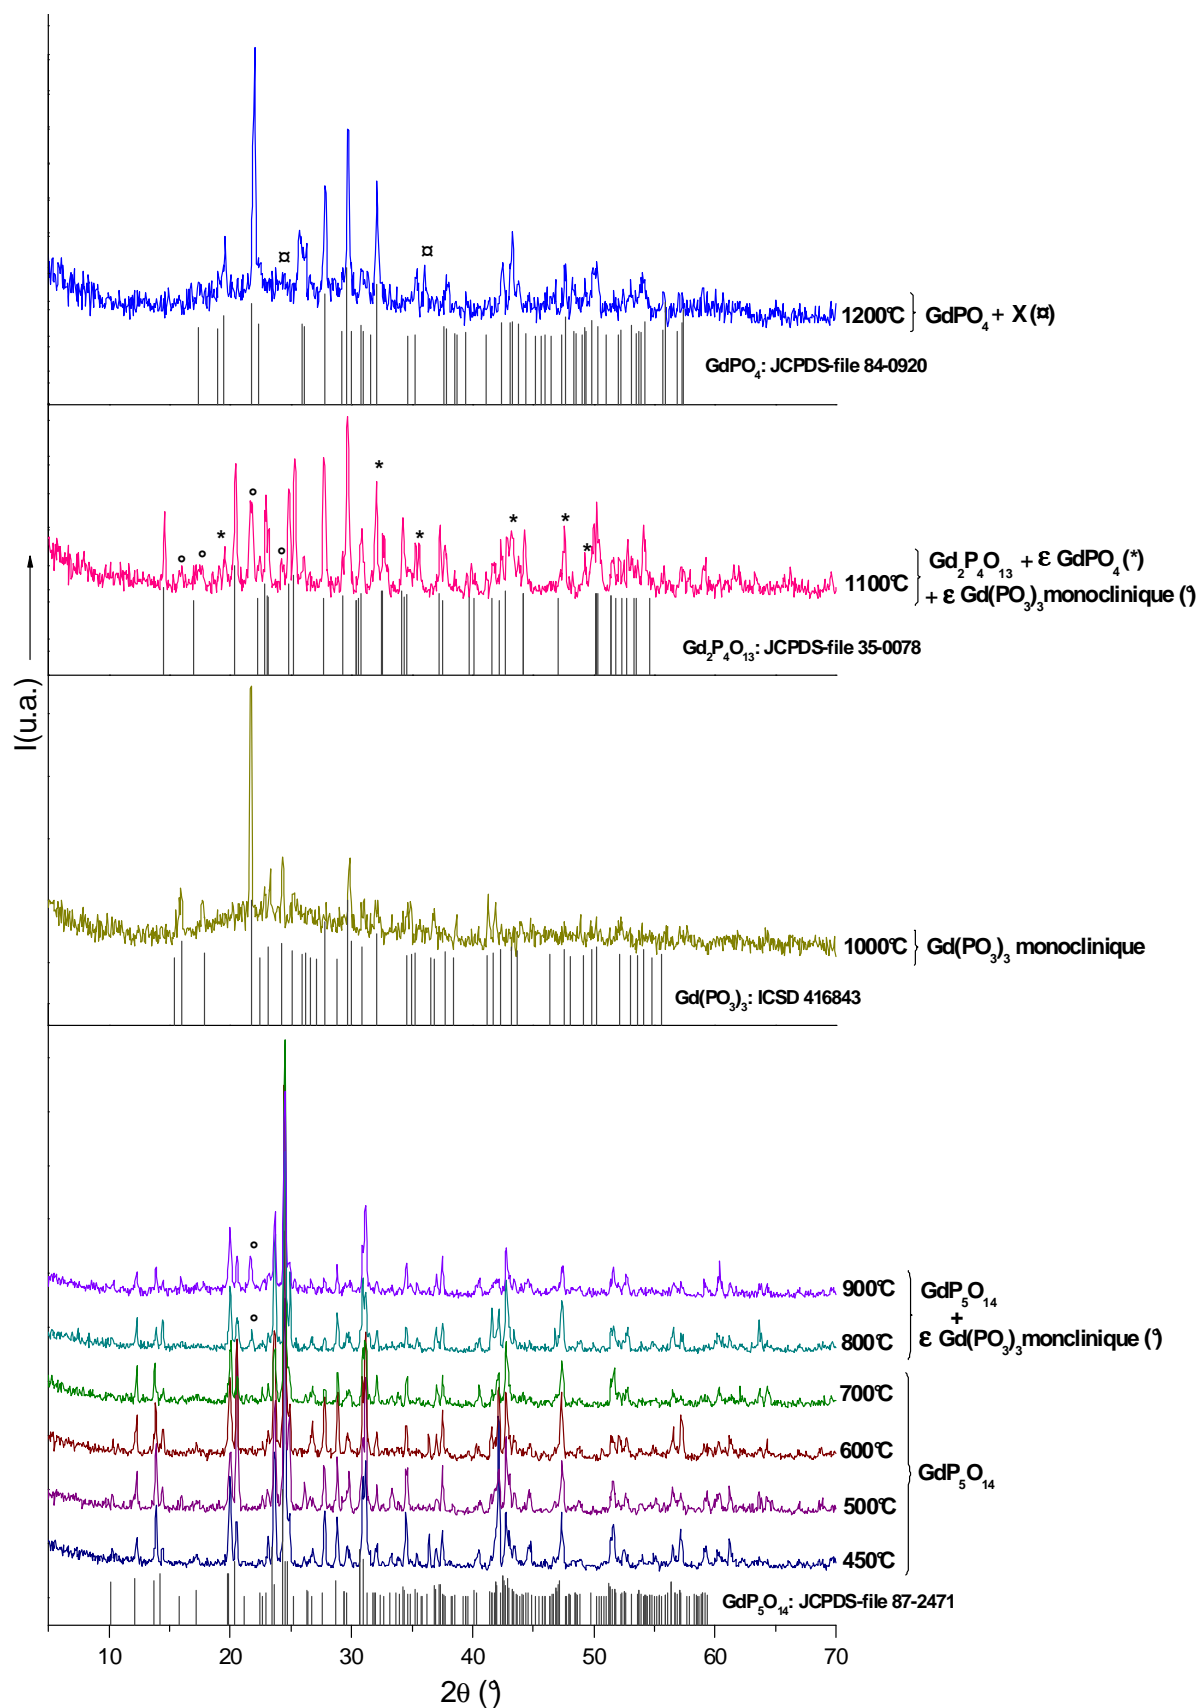 ¤
¤
1200°C } GdPO₄ + X (¤)
GdPO₄: JCPDS-file 84-0920
*
°
*
*
*
°
°
°
*
*
Gd₂P₄O₁₃ + ε GdPO₄ (*)
1100°C
+ ε Gd(PO₃)₃ monoclinique (°)
Gd₂P₄O₁₃: JCPDS-file 35-0078
I(u.a.)
1000°C } Gd(PO₃)₃ monoclinique
Gd(PO₃)₃: ICSD 416843
°
900°C
GdP₅O₁₄
+
°
800°C
ε Gd(PO₃)₃ monclinique (°)
700°C
600°C
GdP₅O₁₄
500°C
450°C
GdP₅O₁₄: JCPDS-file 87-2471
10 20 30 40 50 60 70
2θ (°)